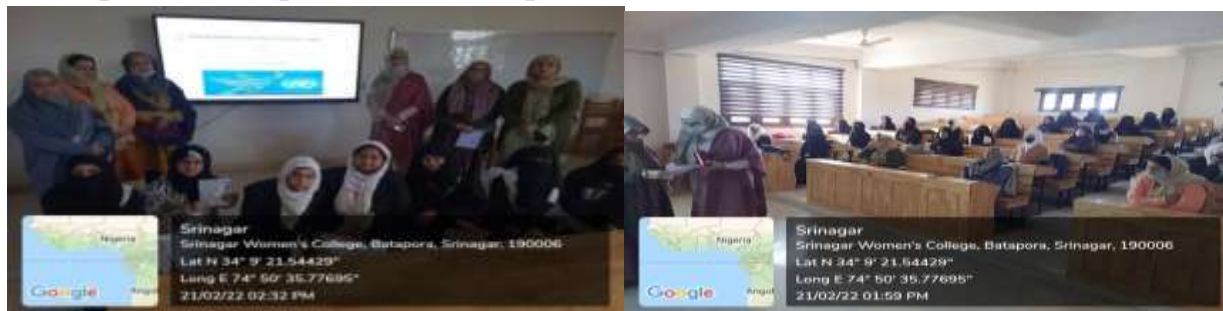 Nigeria
Google
Angol
Srinagar
Srinagar Women's College, Batapora, Srinagar, 190006
Lat N 34° 9' 21.54429"
Long E 74° 50' 35.77695"
21/02/22 02:32 PM
Nigeria
Google
Angol
Srinagar
Srinagar Women's College, Batapora, Srinagar, 190006
Lat N 34° 9' 21.54429"
Long E 74° 50' 35.77695"
21/02/22 01:59 PM